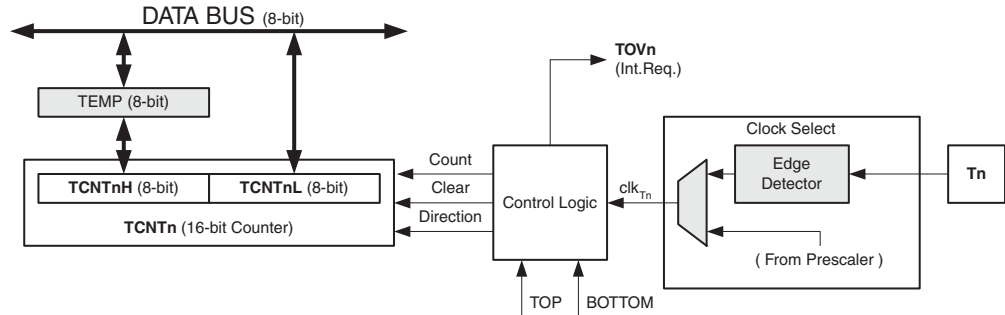 DATA BUS (8-bit)
TOVn
(Int.Req.)
TEMP (8-bit)
Clock Select
Count
Edge
Detector
Tn
TCNTnH (8-bit) TCNTnL (8-bit)
Clear
Control Logic
clkTn
TCNTn (16-bit Counter)
Direction
( From Prescaler )
TOP BOTTOM